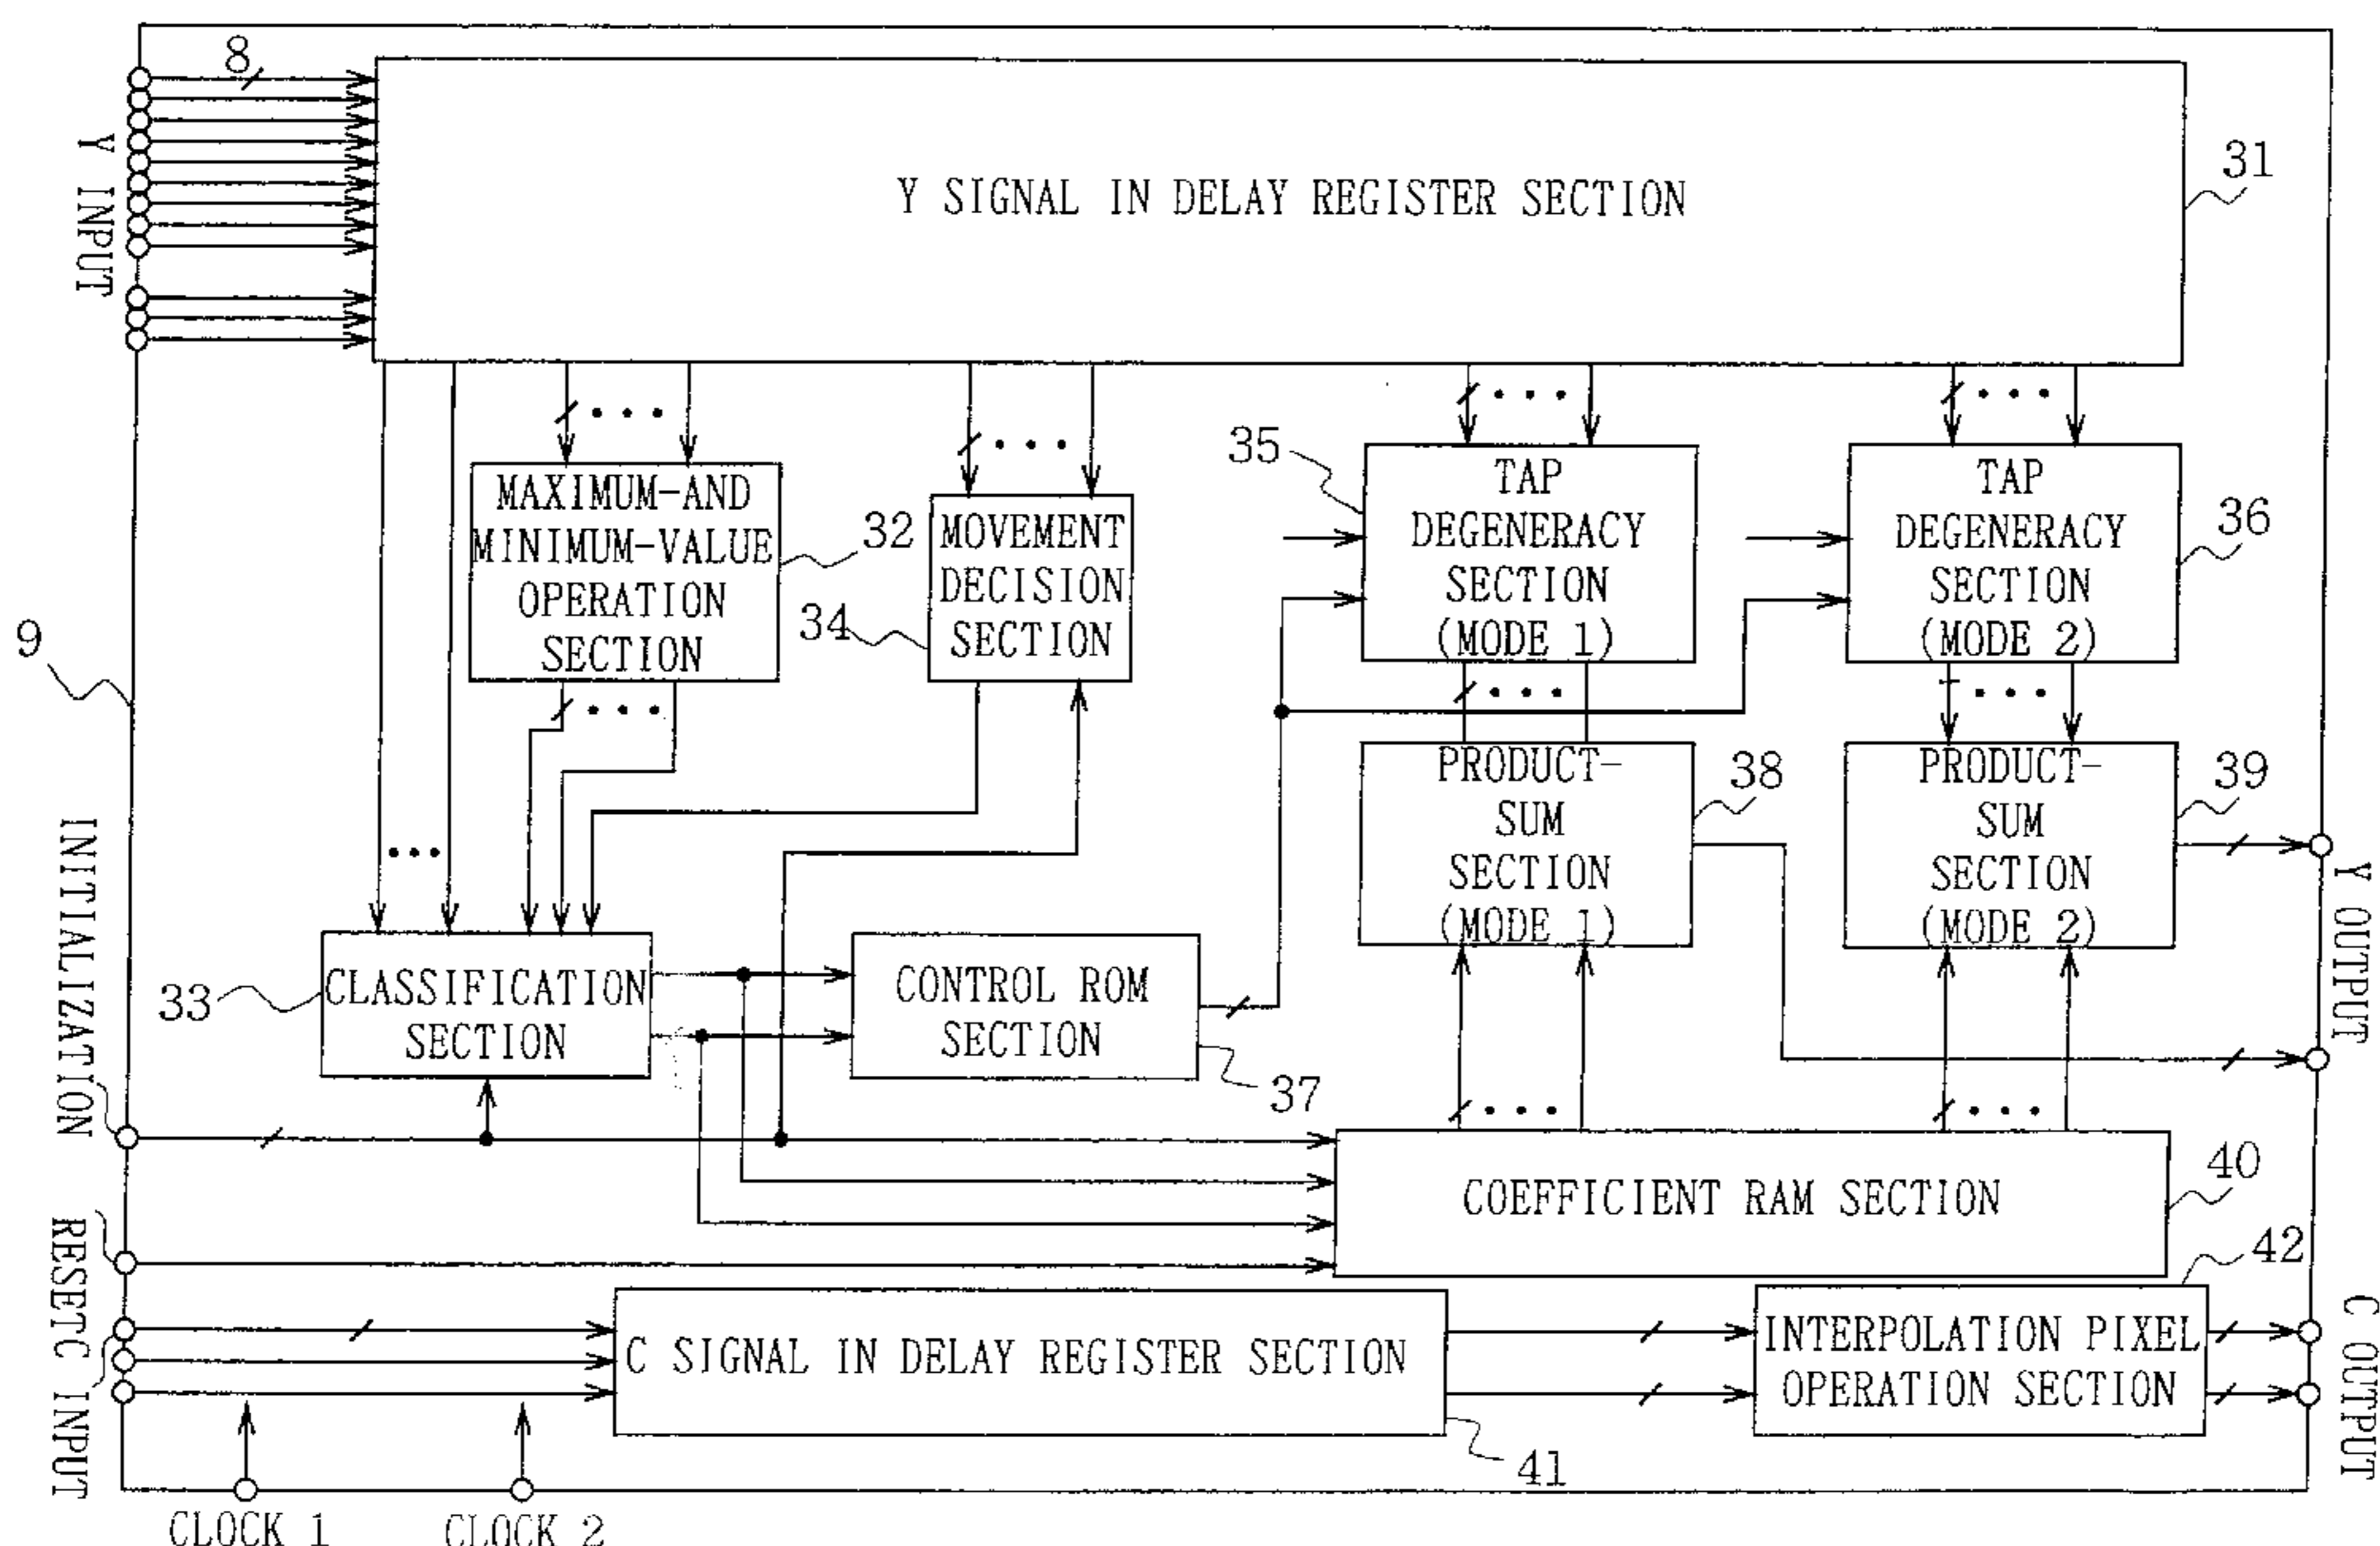 8
Y INPUT
Y SIGNAL IN DELAY REGISTER SECTION
31
MAXIMUM-AND
MINIMUM-VALUE
OPERATION
SECTION
32
34
MOVEMENT
DECISION
SECTION
35
TAP
DEGENERACY
SECTION
(MODE 1)
TAP
DEGENERACY
SECTION
(MODE 2)
36
9
PRODUCT-
SUM
SECTION
(MODE 1)
38
PRODUCT-
SUM
SECTION
(MODE 2)
39
Y OUTPUT
INITIALIZATION
33
CLASSIFICATION
SECTION
CONTROL ROM
SECTION
37
COEFFICIENT RAM SECTION
40
RESET
C INPUT
C SIGNAL IN DELAY REGISTER SECTION
41
INTERPOLATION PIXEL
OPERATION SECTION
42
C OUTPUT
CLOCK 1
CLOCK 2